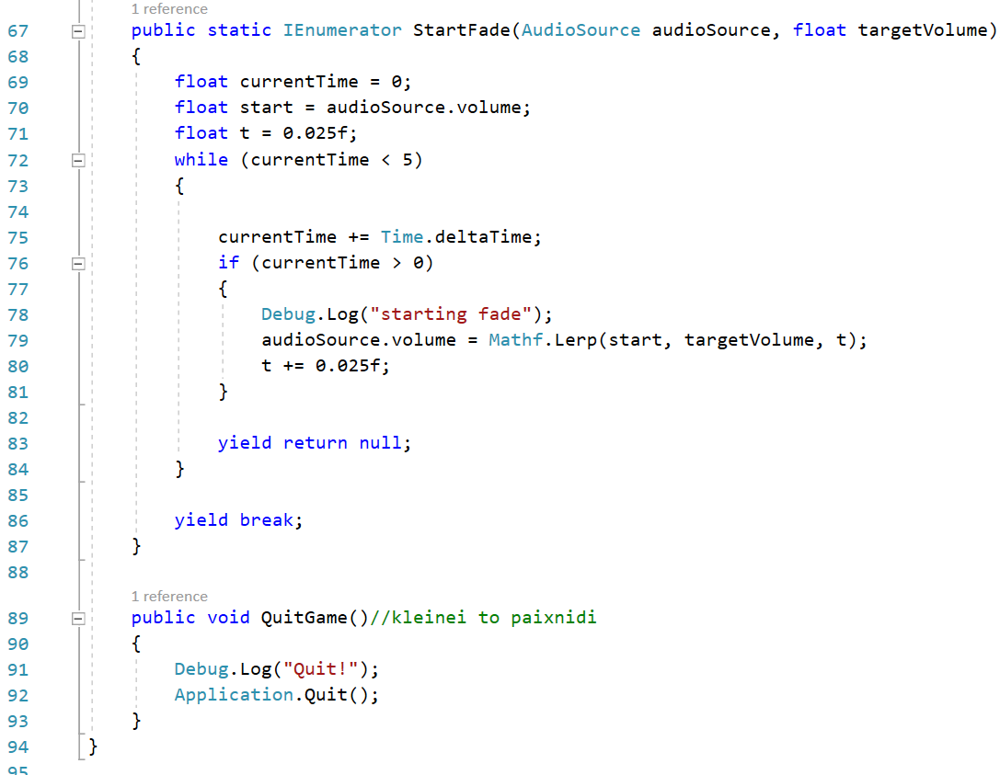 1 reference
67 public static IEnumerator StartFade(AudioSource audioSource, float targetVolume)
68 {
69 float currentTime = 0;
70 float start = audioSource.volume;
71 float t = 0.025f;
72 while (currentTime < 5)
73 {
74
75 currentTime += Time.deltaTime;
76 if (currentTime > 0)
77 {
78 Debug.Log("starting fade");
79 audioSource.volume = Mathf.Lerp(start, targetVolume, t);
80 t += 0.025f;
81 }
82
83 yield return null;
84 }
85
86 yield break;
87 }
88
1 reference
89 public void QuitGame()//kleinei to paixnidi
90 {
91 Debug.Log("Quit!");
92 Application.Quit();
93 }
94 }
95